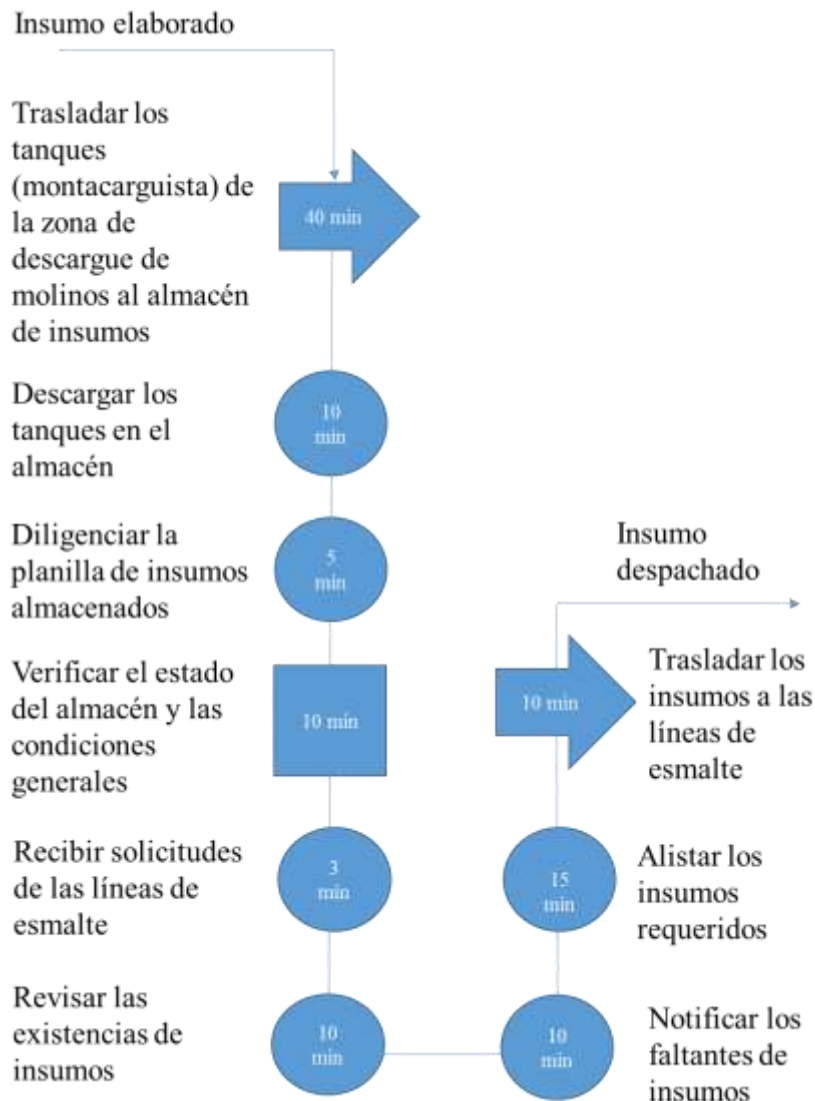 Insumo elaborado
Trasladar los
tanques
(montacarguista) de
la zona de
descargue de
molinos al almacén
de insumos
40 min
Descargar los
tanques en el
almacén
10
min
Diligenciar la
planilla de insumos
almacenados
5
min
Verificar el estado
del almacén y las
condiciones
generales
10 min
Recibir solicitudes
de las líneas de
esmalte
3
min
Revisar las
existencias de
insumos
10
min
10
min
Notificar los
faltantes de
insumos
15
min
Alistar los
insumos
requeridos
10 min
Trasladar los
insumos a las
líneas de
esmalte
Insumo
despachado